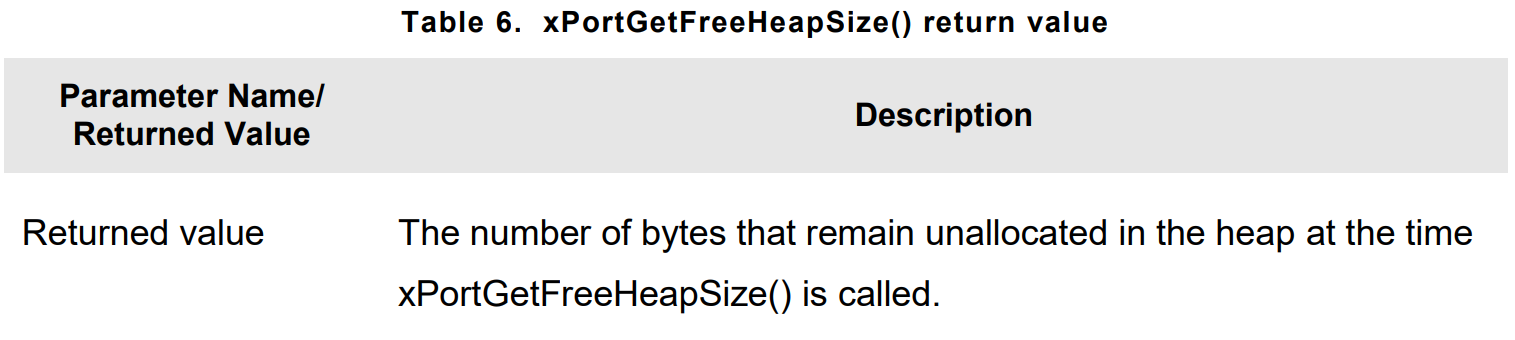 Table 6. xPortGetFreeHeapSize() return value
Parameter Name/
Returned Value
Description
Returned value
The number of bytes that remain unallocated in the heap at the time
xPortGetFreeHeapSize() is called.